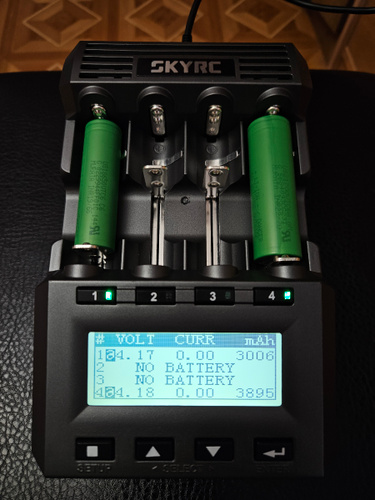 SKYRC
1 2 3 4
# VOLT CURR mAh
1 4.17 0.00 3006
2 NO BATTERY
3 NO BATTERY
4 4.18 0.00 3895